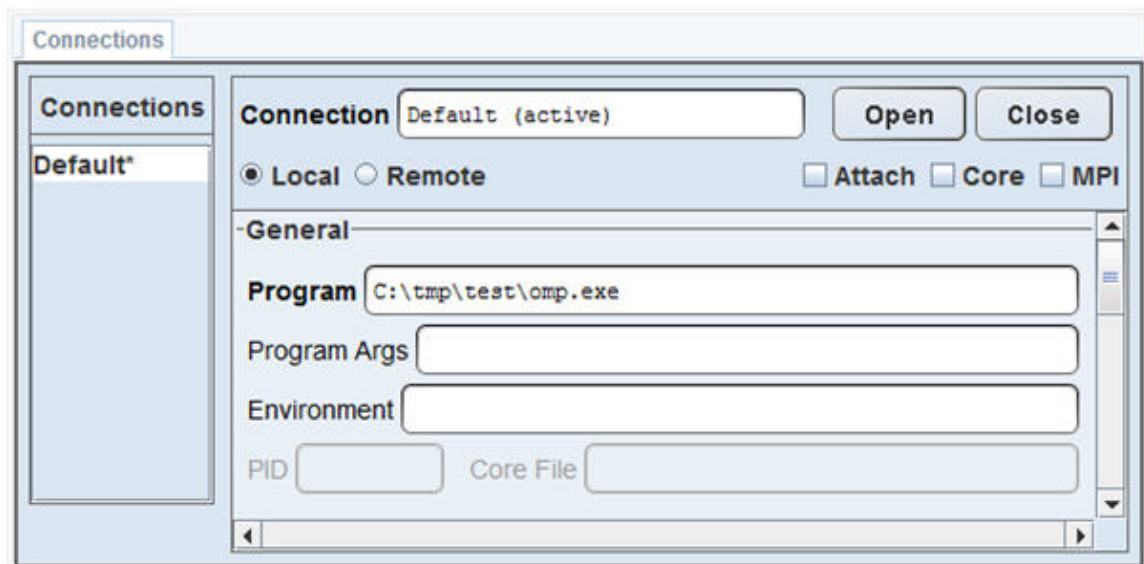 Connections
Connections
Default*
Connection Default (active) Open Close
Local Remote Attach Core MPI
General
Program C:\tmp\test\omp.exe
Program Args
Environment
PID Core File